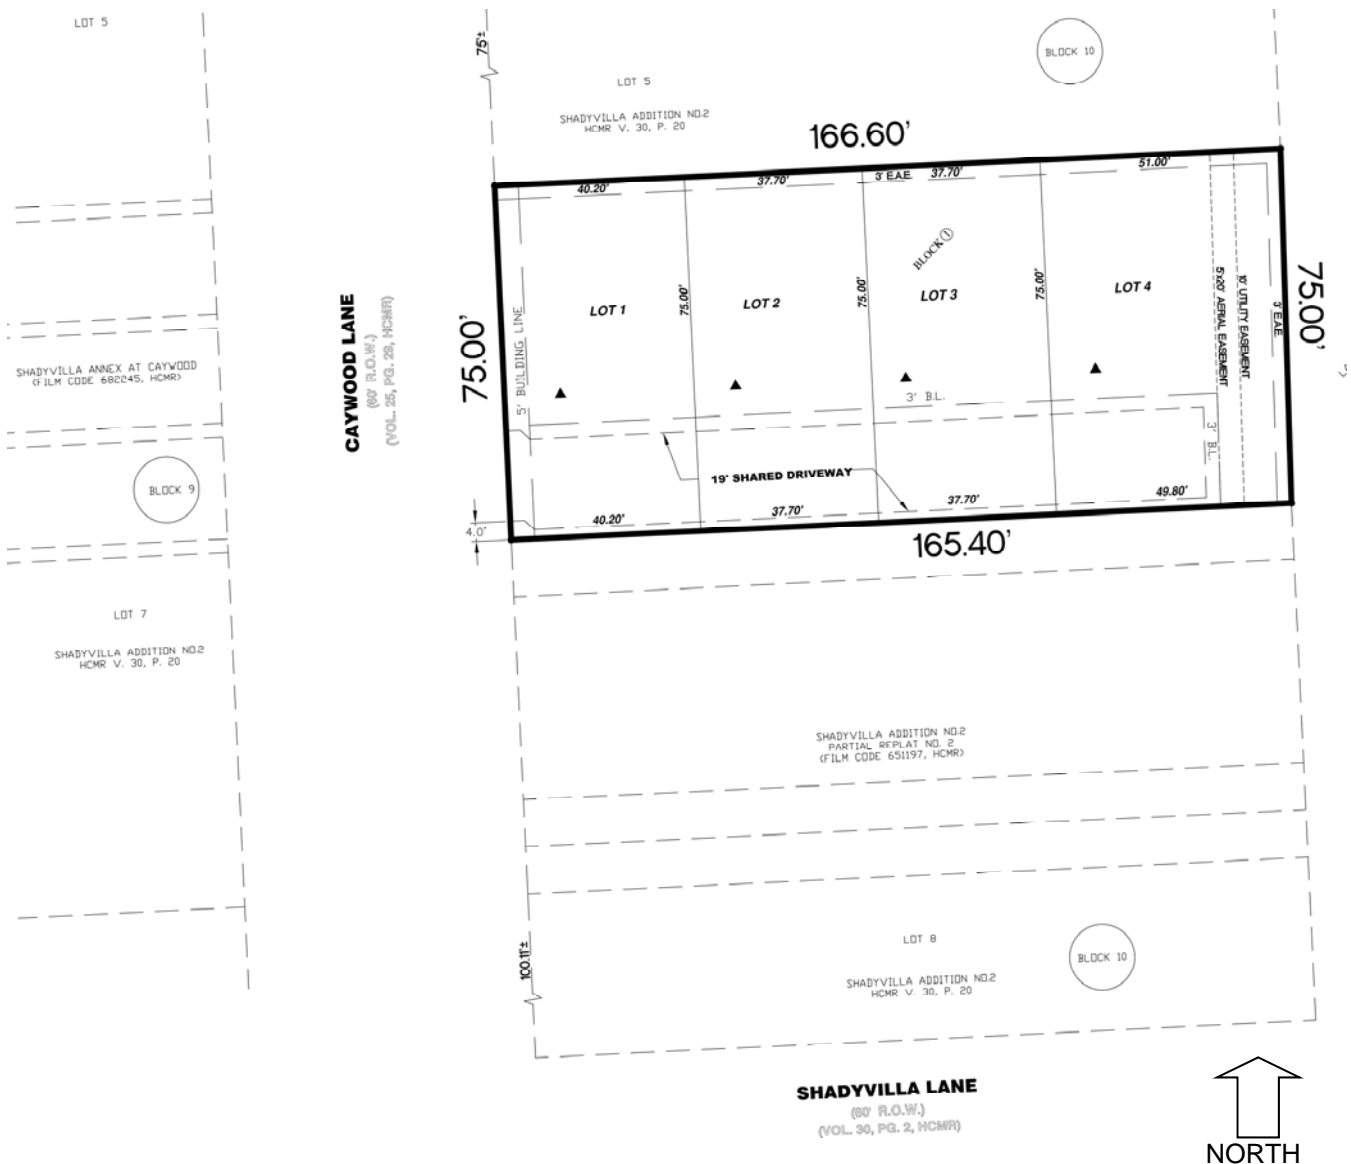 LOT 5
75'±
BLOCK 10
LOT 5
SHADYVILLA ADDITION NO.2
HCMR V. 30, P. 20
166.60'
40.20'
37.70'
3' E.A.E.
37.70'
51.00'
BLOCK 1
75.00'
75.00'
75.00'
LOT 1
LOT 2
LOT 3
LOT 4
5'x20' AERIAL EASEMENT
10' UTILITY EASEMENT
3' E.A.E.
75.00'
CAYWOOD LANE
(60' R.O.W.)
(VOL. 25, PG. 29, HCMR)
75.00'
5' BUILDING LINE
SHADYVILLA ANNEX AT CAYWOOD
(FILM CODE 682245, HCMR)
3' B.L.
3' B.L.
BLOCK 9
19' SHARED DRIVEWAY
4.0'
40.20'
37.70'
37.70'
49.80'
165.40'
LOT 7
SHADYVILLA ADDITION NO.2
HCMR V. 30, P. 20
SHADYVILLA ADDITION NO.2
PARTIAL REPLAT NO. 2
(FILM CODE 651197, HCMR)
100.11'±
LOT 8
BLOCK 10
SHADYVILLA ADDITION NO.2
HCMR V. 30, P. 20
SHADYVILLA LANE
(60' R.O.W.)
(VOL. 30, PG. 2, HCMR)
NORTH